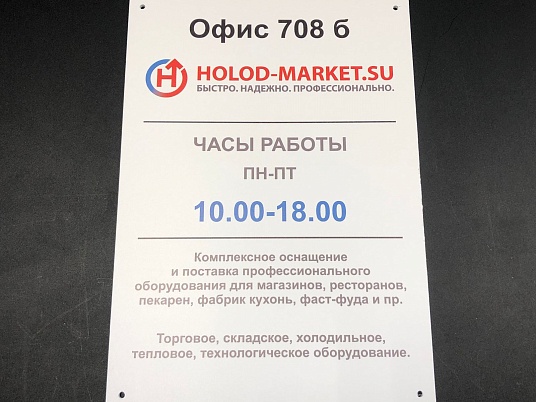 Офис 708 б
HOLOD-MARKET.SU
БЫСТРО. НАДЕЖНО. ПРОФЕССИОНАЛЬНО.
ЧАСЫ РАБОТЫ
ПН-ПТ
10.00-18.00
Комплексное оснащение
и поставка профессионального
оборудования для магазинов, ресторанов,
пекарен, фабрик кухонь, фаст-фуда и пр.
Торговое, складское, холодильное,
тепловое, технологическое оборудование.